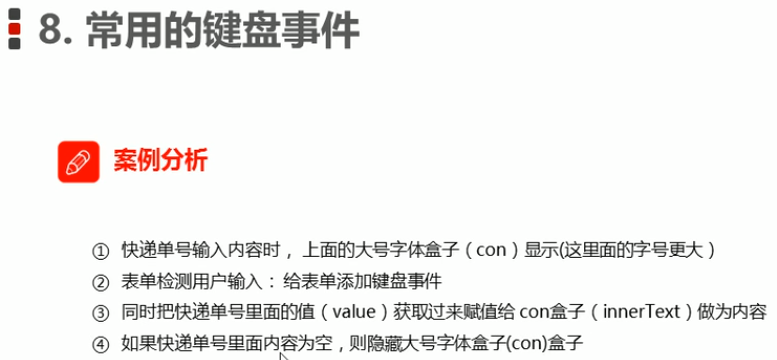 8. 常用的键盘事件
案例分析
① 快递单号输入内容时， 上面的大号字体盒子（con）显示(这里面的字号更大）
② 表单检测用户输入： 给表单添加键盘事件
③ 同时把快递单号里面的值（value）获取过来赋值给 con盒子（innerText）做为内容
④ 如果快递单号里面内容为空，则隐藏大号字体盒子(con)盒子